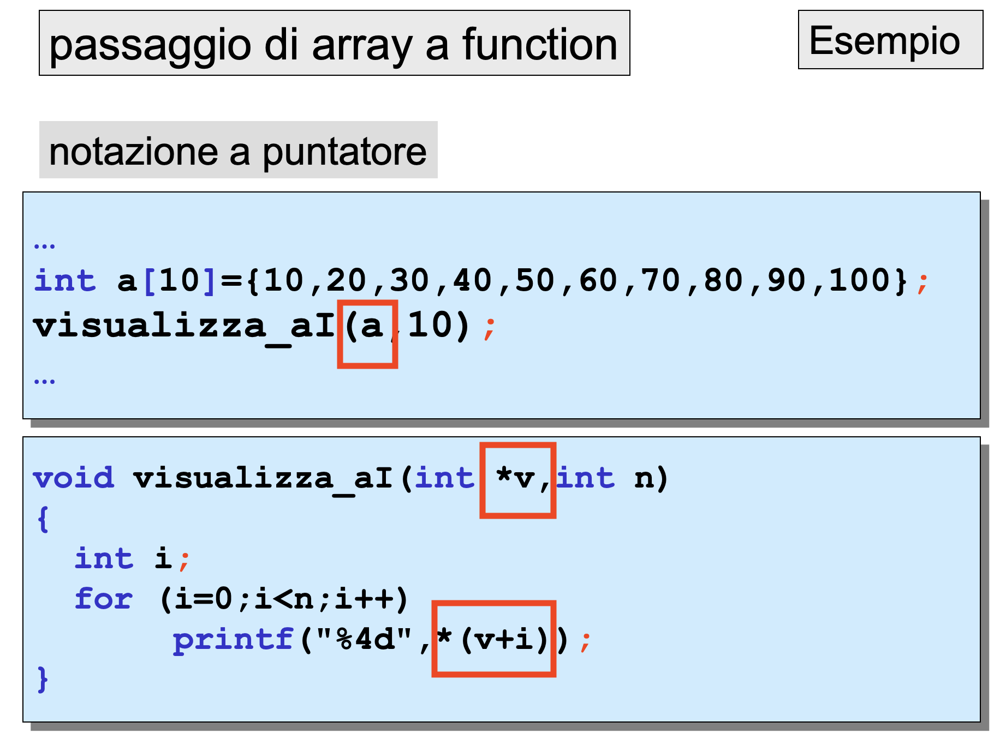 passaggio di array a function
Esempio
notazione a puntatore
…
int a[10]={10,20,30,40,50,60,70,80,90,100};
visualizza_aI(a,10);
…
void visualizza_aI(int *v,int n)
{
int i;
for (i=0;i<n;i++)
printf("%4d",*(v+i));
}